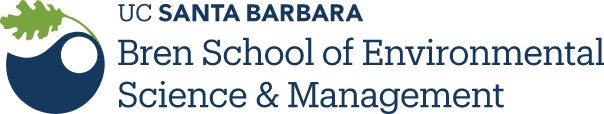 UC SANTA BARBARA
Bren School of Environmental
Science & Management